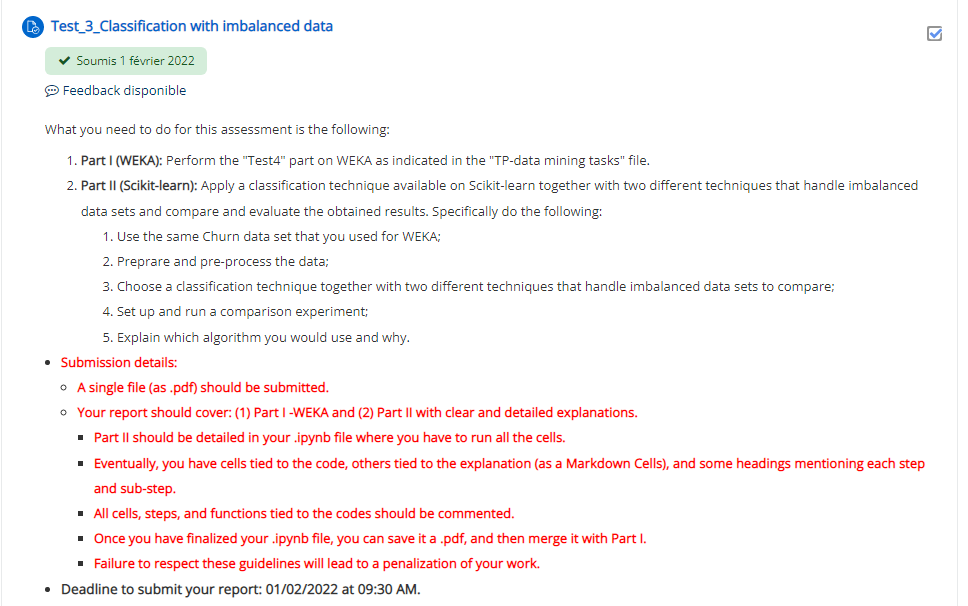 Test_3_Classification with imbalanced data
Soumis 1 février 2022
Feedback disponible
What you need to do for this assessment is the following:
1. Part I (WEKA): Perform the "Test4" part on WEKA as indicated in the "TP-data mining tasks" file.
2. Part II (Scikit-learn): Apply a classification technique available on Scikit-learn together with two different techniques that handle imbalanced
data sets and compare and evaluate the obtained results. Specifically do the following:
1. Use the same Churn data set that you used for WEKA;
2. Preprare and pre-process the data;
3. Choose a classification technique together with two different techniques that handle imbalanced data sets to compare;
4. Set up and run a comparison experiment;
5. Explain which algorithm you would use and why.
• Submission details:
○ A single file (as .pdf) should be submitted.
○ Your report should cover: (1) Part I -WEKA and (2) Part II with clear and detailed explanations.
▪ Part II should be detailed in your .ipynb file where you have to run all the cells.
▪ Eventually, you have cells tied to the code, others tied to the explanation (as a Markdown Cells), and some headings mentioning each step
and sub-step.
▪ All cells, steps, and functions tied to the codes should be commented.
▪ Once you have finalized your .ipynb file, you can save it a .pdf, and then merge it with Part I.
▪ Failure to respect these guidelines will lead to a penalization of your work.
• Deadline to submit your report: 01/02/2022 at 09:30 AM.